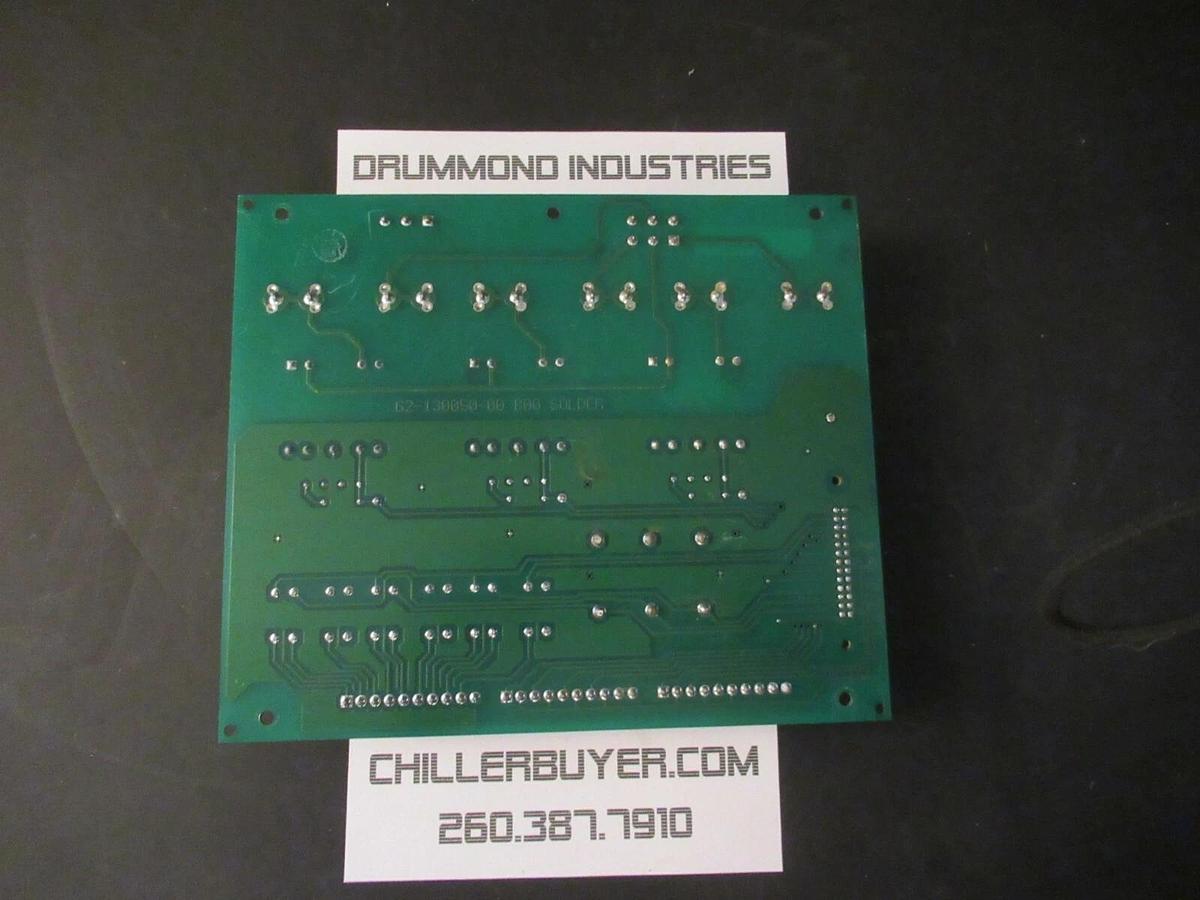 DRUMMOND INDUSTRIES
62-130050-00 B00 SOLDER
CHILLERBUYER.COM
260.387.7910